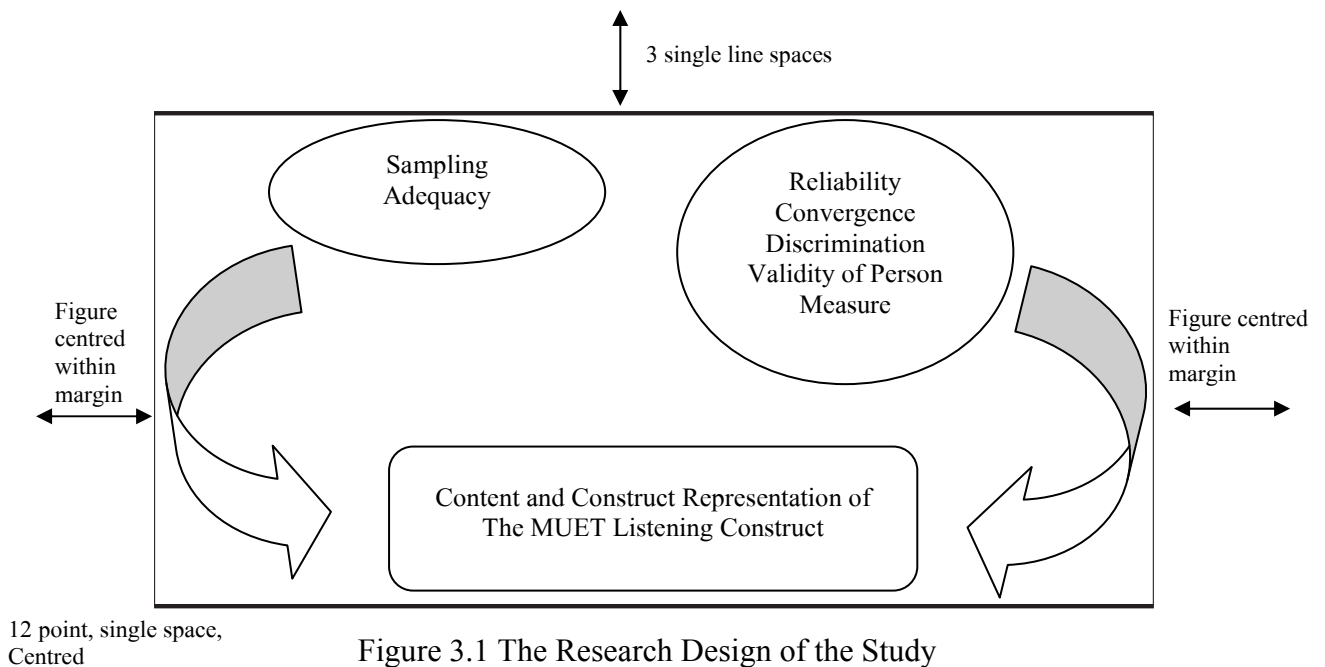 3 single line spaces
Sampling
Adequacy
Reliability
Convergence
Discrimination
Validity of Person
Measure
Figure
centred
within
margin
Figure centred
within
margin
Content and Construct Representation of
The MUET Listening Construct
12 point, single space,
Centred
Figure 3.1 The Research Design of the Study